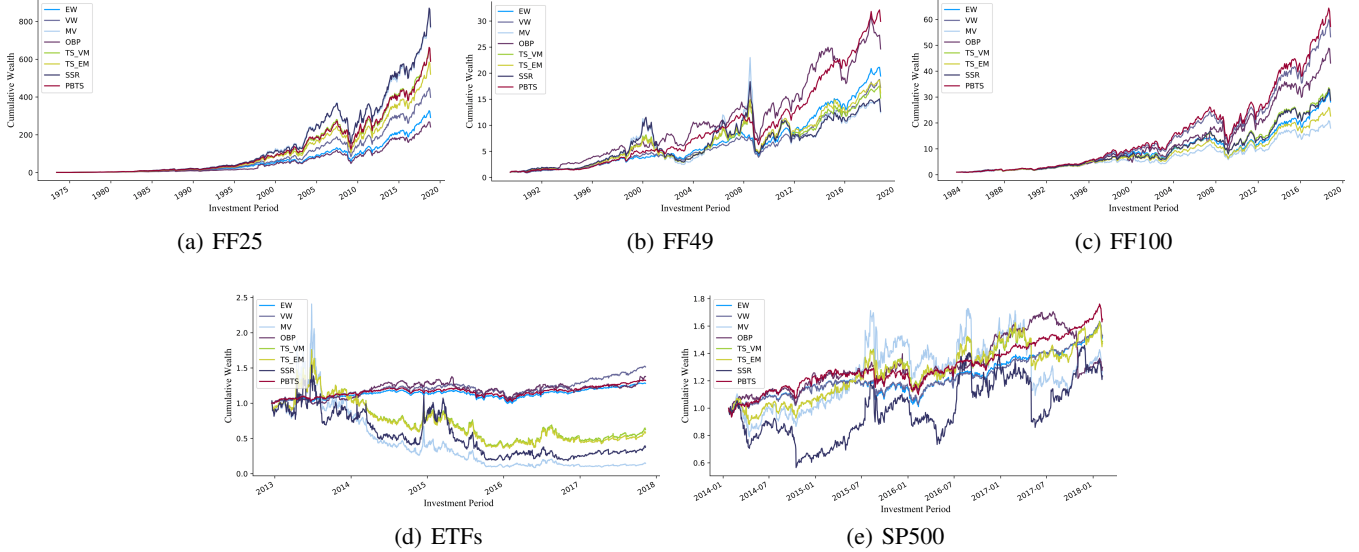 EW
VW
MV
OBP
TS_VM
TS_EM
SSR
PBTS
Cumulative Wealth
800
600
400
200
0
1975
1980
1985
1990
1995
2000
2005
2010
2015
2020
Investment Period
(a) FF25
EW
VW
MV
OBP
TS_VM
TS_EM
SSR
PBTS
Cumulative Wealth
30
25
20
15
10
5
0
1992
1996
2000
2004
2008
2012
2016
2020
Investment Period
(b) FF49
EW
VW
MV
OBP
TS_VM
TS_EM
SSR
PBTS
Cumulative Wealth
60
50
40
30
20
10
0
1984
1988
1992
1996
2000
2004
2008
2012
2016
2020
Investment Period
(c) FF100
EW
VW
MV
OBP
TS_VM
TS_EM
SSR
PBTS
Cumulative Wealth
2.5
2.0
1.5
1.0
0.5
0.0
2013
2014
2015
2016
2017
2018
Investment Period
(d) ETFs
EW
VW
MV
OBP
TS_VM
TS_EM
SSR
PBTS
Cumulative Wealth
1.8
1.6
1.4
1.2
1.0
0.8
0.6
2014-01
2014-07
2015-01
2015-07
2016-01
2016-07
2017-01
2017-07
2018-01
Investment Period
(e) SP500